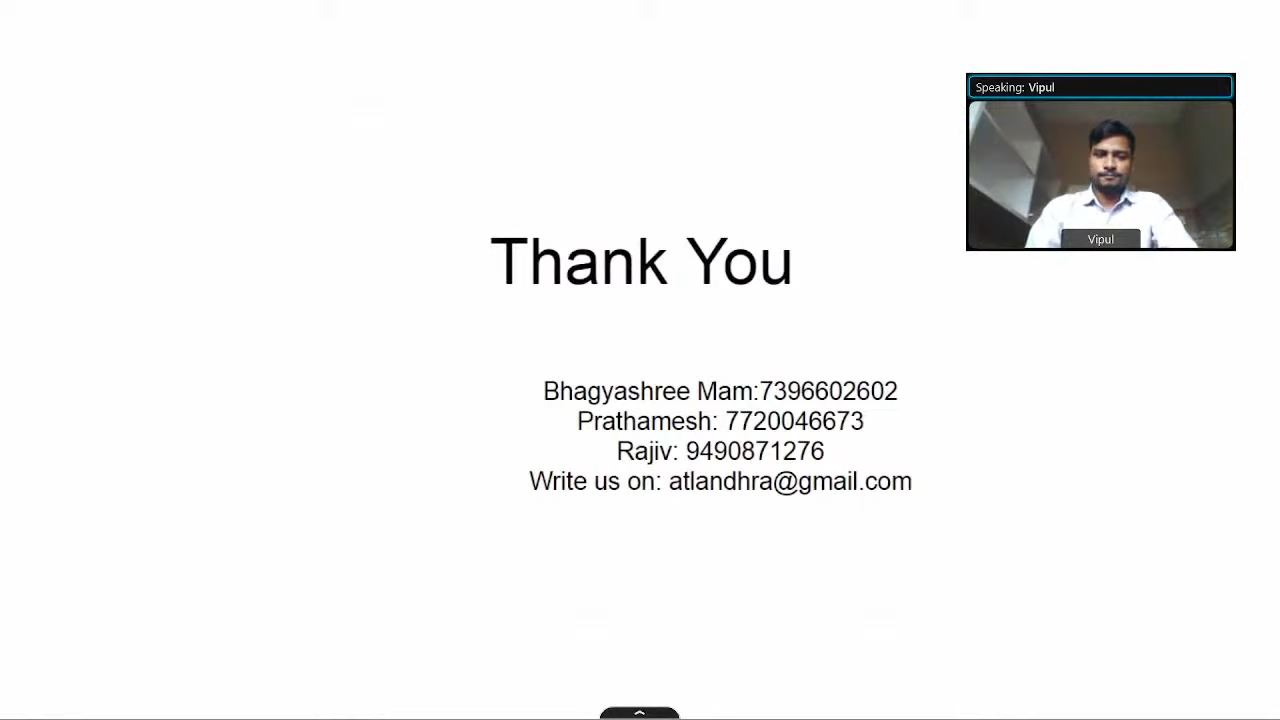 Speaking: Vipul
Vipul
Thank You
Bhagyashree Mam:7396602602
Prathamesh: 7720046673
Rajiv: 9490871276
Write us on: atlandhra@gmail.com